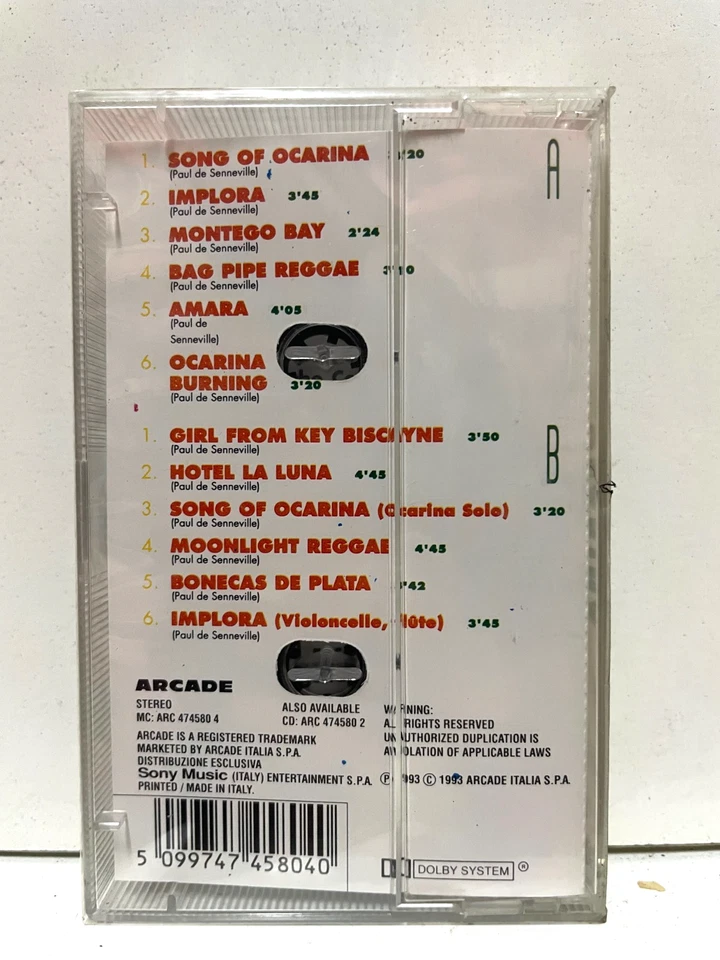 1. SONG OF OCARINA
(Paul de Senneville)
2. IMPLORA 3'45
(Paul de Senneville)
3. MONTEGO BAY 2'24
(Paul de Senneville)
4. BAG PIPE REGGAE
(Paul de Senneville)
5. AMARA 4'05
(Paul de
Senneville)
6. OCARINA
BURNING 3'20
(Paul de Senneville)
A
1. GIRL FROM KEY BISCAYNE 3'50
(Paul de Senneville)
2. HOTEL LA LUNA 4'45
(Paul de Senneville)
3. SONG OF OCARINA (Ocarina Solo) 3'20
(Paul de Senneville)
4. MOONLIGHT REGGAE 4'45
(Paul de Senneville)
5. BONECAS DE PLATA
(Paul de Senneville)
6. IMPLORA (Violoncelle, flûte) 3'45
(Paul de Senneville)
B
ARCADE
STEREO
MC: ARC 474580 4
ALSO AVAILABLE
CD: ARC 474580 2
ARCADE IS A REGISTERED TRADEMARK
MARKETED BY ARCADE ITALIA S.P.A.
DISTRIBUZIONE ESCLUSIVA
Sony Music (ITALY) ENTERTAINMENT S.P.A.
PRINTED / MADE IN ITALY.
WARNING:
ALL RIGHTS RESERVED
UNAUTHORIZED DUPLICATION IS
A VIOLATION OF APPLICABLE LAWS
Ⓟ 1993 © 1993 ARCADE ITALIA S.P.A.
5 099747 458040
DOLBY SYSTEM ®